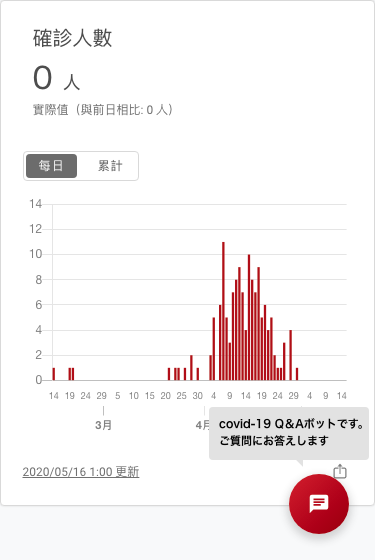 確診人數
0 人
實際值（與前日相比: 0 人）
每日 累計
14
12
10
8
6
4
2
0
14 19 24 29 5 10 15 20 25 30 4 9 14 19 24 29 4 9 14
3月 4月
covid-19 Q&Aボットです。
ご質問にお答えします
2020/05/16 1:00 更新